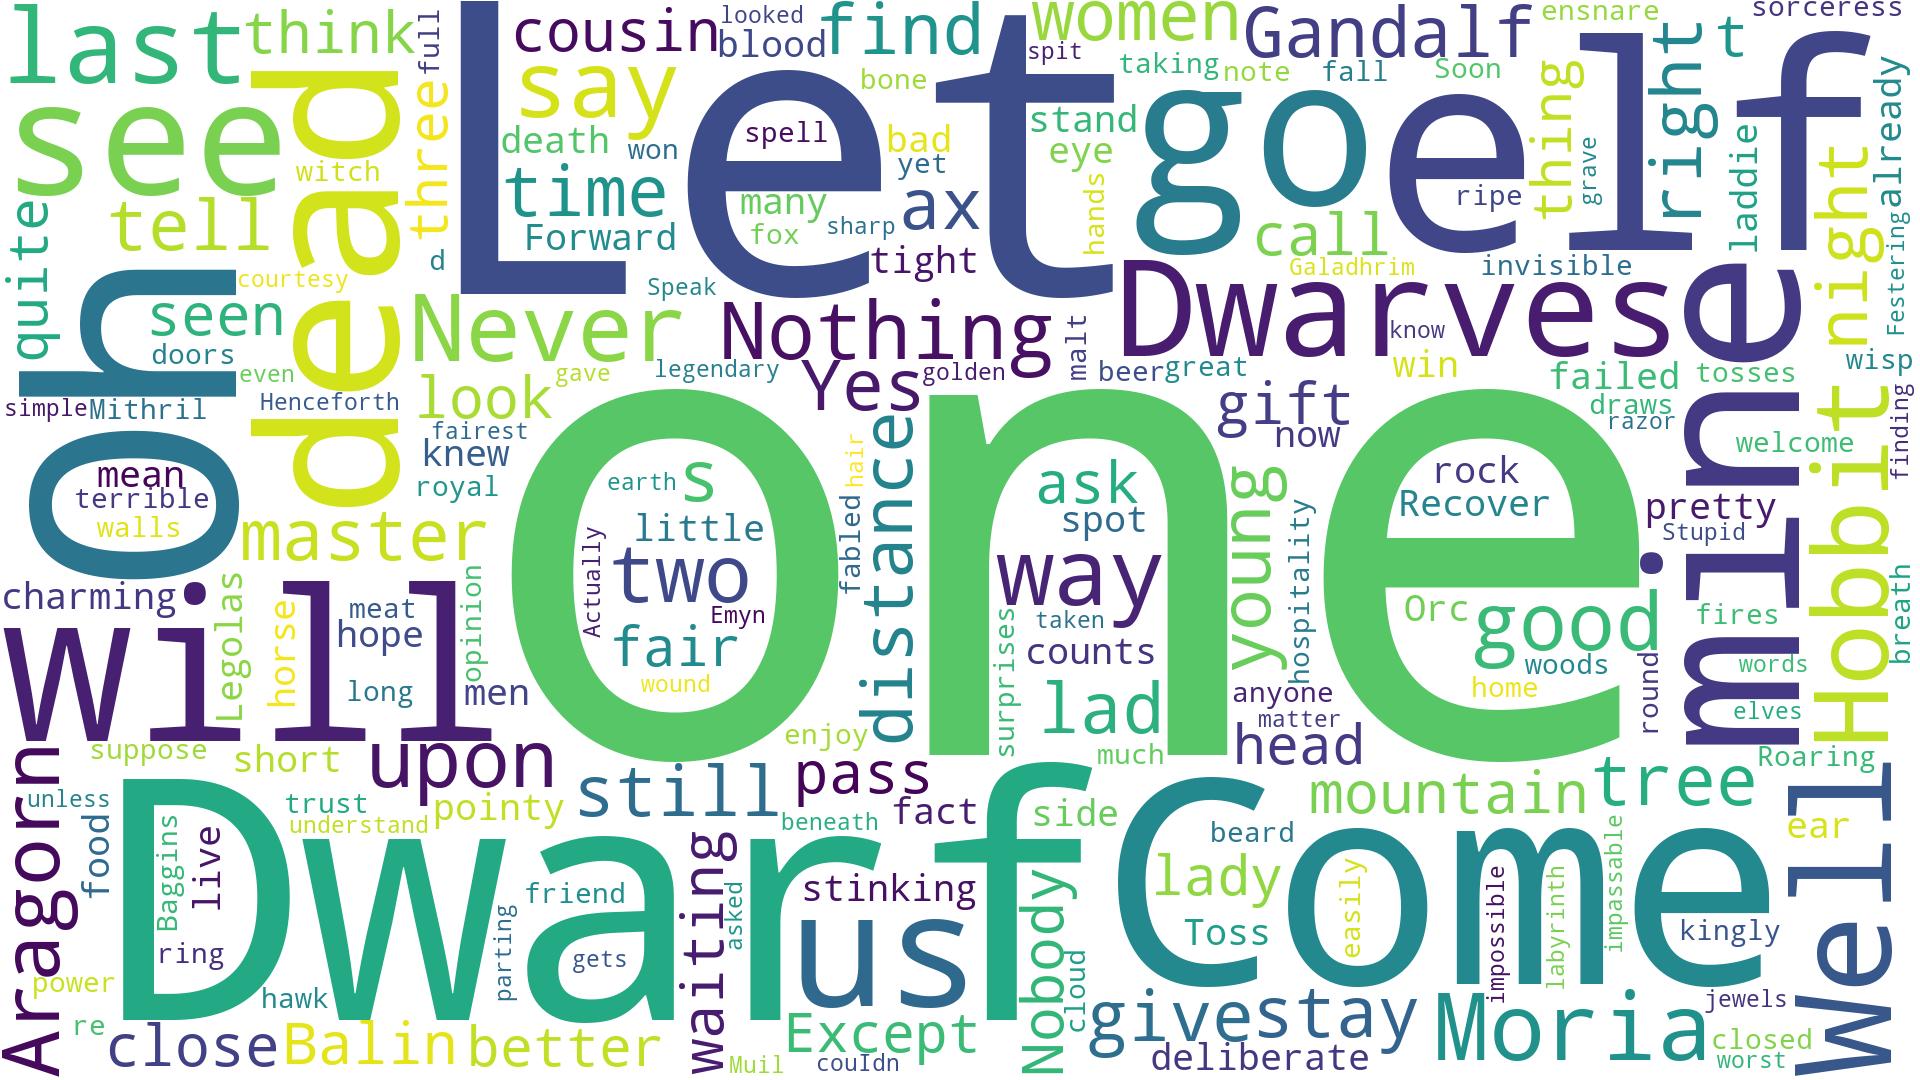 last
think
full
cousin
looked
blood
find
women
spit
Gandalf
ensnare
sorceress
see
dead
three
Let
say
bone
taking
note
fall
Soon
thing
right
t
elf
already
witch
death
won
spell
bad
yet
stand
eye
go
ripe
grave
laddie
night
quite
tell
time
many
fox
sharp
ax
hands
call
Forward
d
tight
Galadhrim
invisible
Festering
courtesy
Speak
oh
seen
doors
Never
Nothing
malt
Dwarves
know
mine
even
look
gave
legendary
Yes
golden
beer
great
win
failed
tosses
wisp
simple
Mithril
Henceforth
fairest
knew
royal
hair
distance
gift
now
draws
razor
welcome
finding
Hobbit
mean
terrible
walls
master
one
earth
s
little
Actually
two
Emyn
fair
wound
fabled
ask
spot
way
taken
counts
lad
surprises
young
hospitality
rock
Recover
Orc
good
woods
home
pretty
Stupid
fires
words
elves
breath
charming
will
Legolas
horse
meat
hope
long
opinion
men
anyone
matter
head
round
Roaring
Aragorn
suppose
short
upon
enjoy
much
pass
still
mountain
tree
Well
unless
food
trust
understand
pointy
beneath
fact
side
beard
impassable
ear
Dwarf
Baggins
live
ring
friend
parting
gets
waiting
asked
stinking
us
Nobody
cloud
Come
lady
Toss
easily
impossible
labyrinth
kingly
power
re
hawk
close
Balin
better
Muil
Except
couIdn
give
stay
deliberate
Moria
jewels
closed
worst